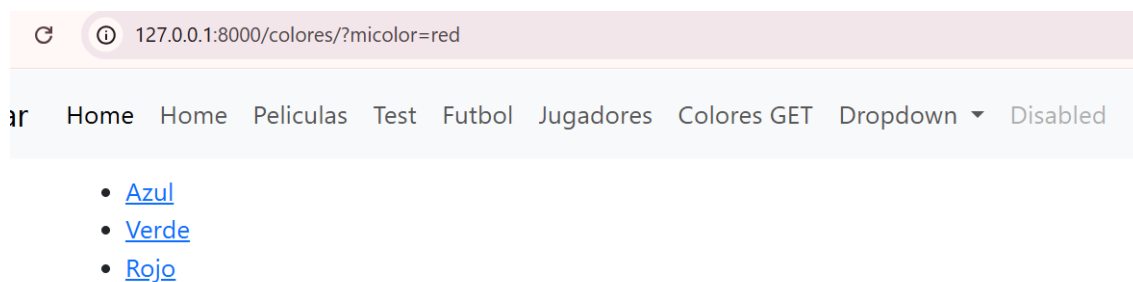 127.0.0.1:8000/colores/?micolor=red
Home Home Peliculas Test Futbol Jugadores Colores GET Dropdown Disabled
Azul
Verde
Rojo